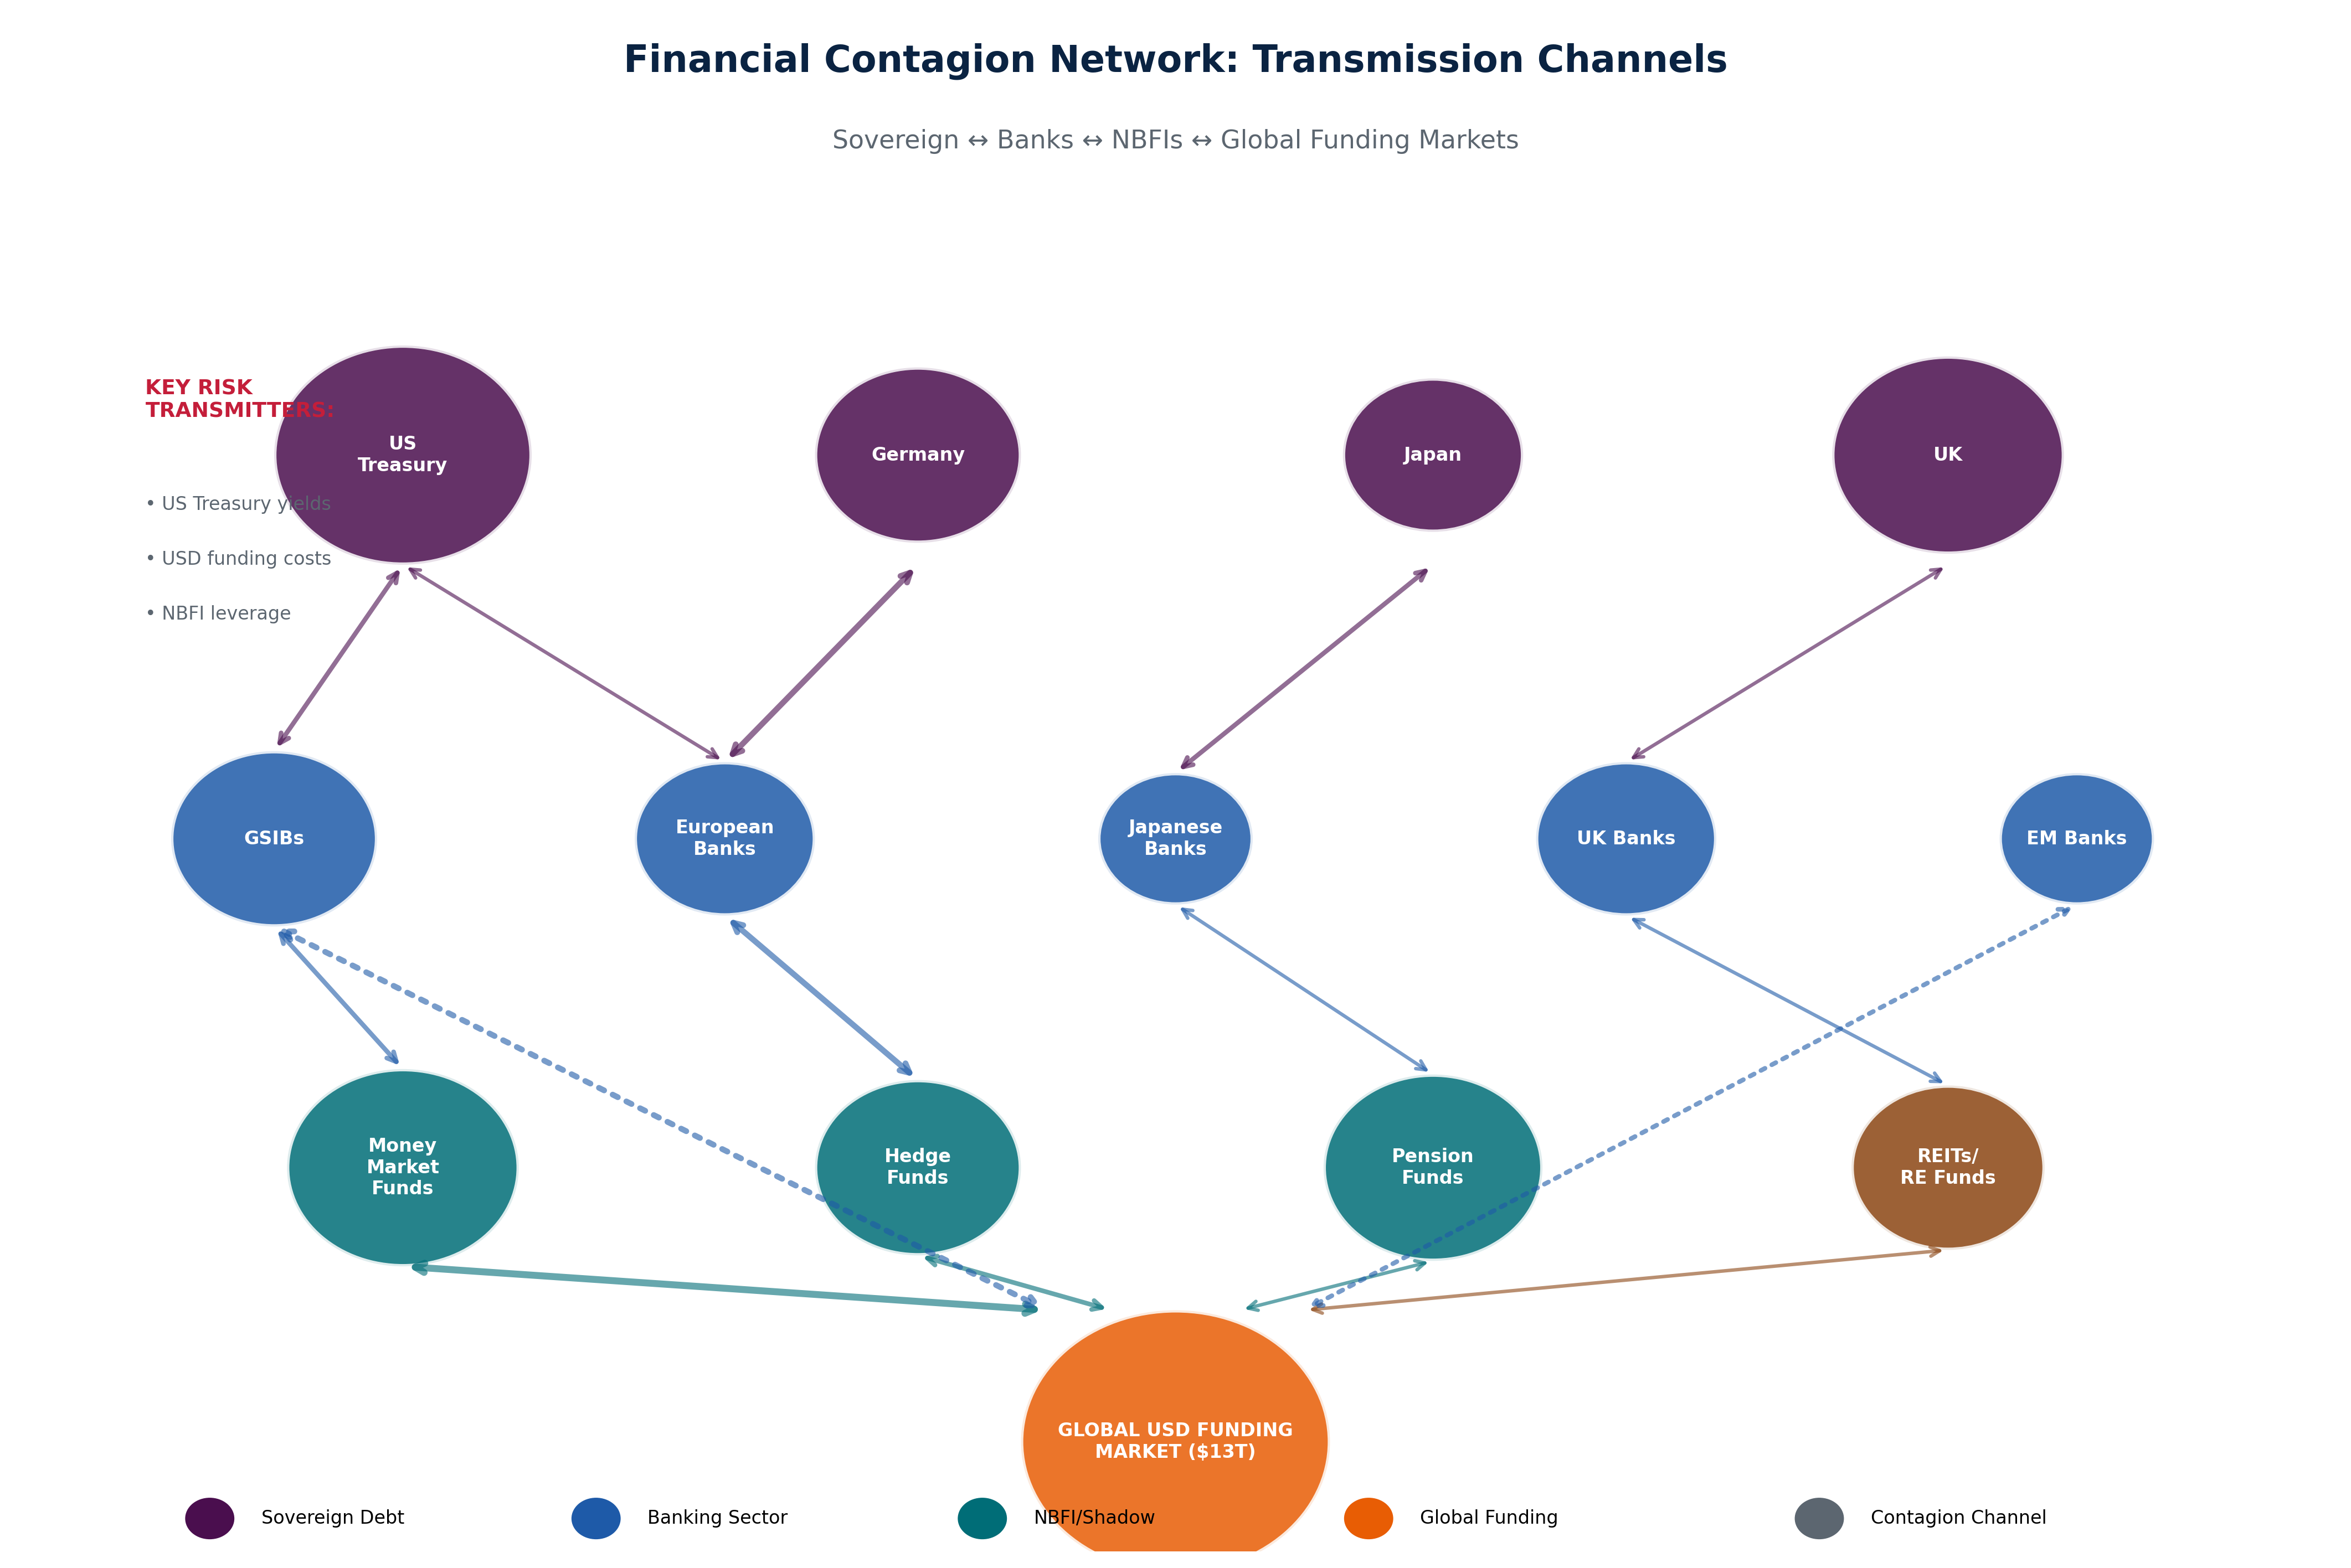 Financial Contagion Network: Transmission Channels
Sovereign ↔ Banks ↔ NBFIs ↔ Global Funding Markets
KEY RISK
TRANSMITTERS:
• US Treasury yields
• USD funding costs
• NBFI leverage
US
Treasury
Germany
Japan
UK
GSIBs
European
Banks
Japanese
Banks
UK Banks
EM Banks
Money
Market
Funds
Hedge
Funds
Pension
Funds
REITs/
RE Funds
GLOBAL USD FUNDING
MARKET ($13T)
Sovereign Debt
Banking Sector
NBFI/Shadow
Global Funding
Contagion Channel